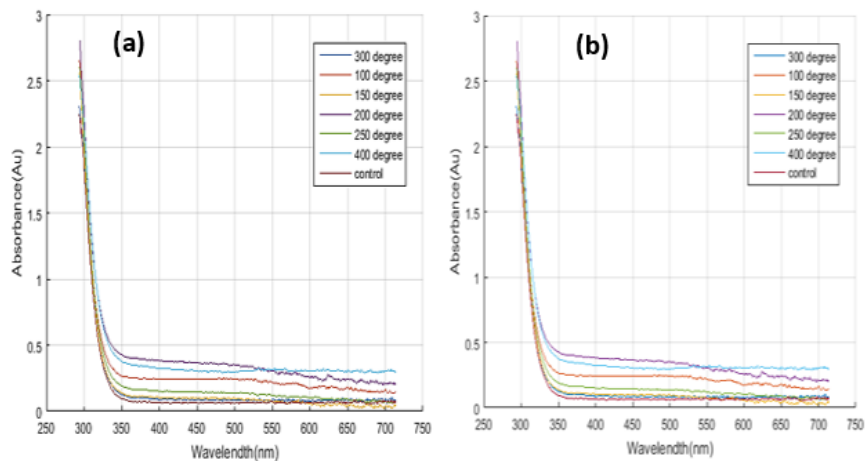 (a)
3
2.5
2
1.5
1
0.5
0
Absorbance(Au)
300 degree
100 degree
150 degree
200 degree
250 degree
400 degree
control
250 300 350 400 450 500 550 600 650 700 750
Wavelendth(nm)
(b)
3
2.5
2
1.5
1
0.5
0
Absorbance(Au)
300 degree
100 degree
150 degree
200 degree
250 degree
400 degree
control
250 300 350 400 450 500 550 600 650 700 750
Wavelendth(nm)